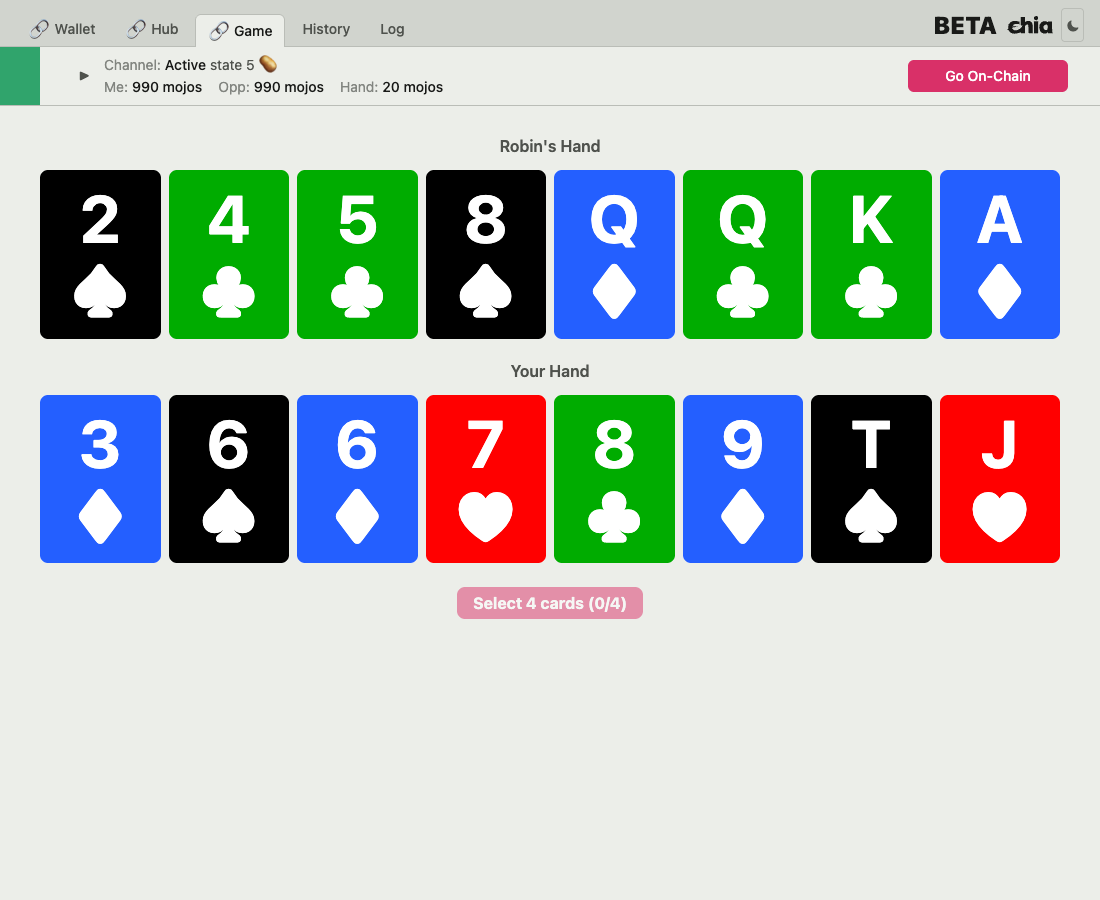 Wallet Hub Game History Log BETA chia
Channel: Active state 5
Me: 990 mojos Opp: 990 mojos Hand: 20 mojos
Go On-Chain
Robin's Hand
2 4 5 8 Q Q K A
Your Hand
3 6 6 7 8 9 T J
Select 4 cards (0/4)